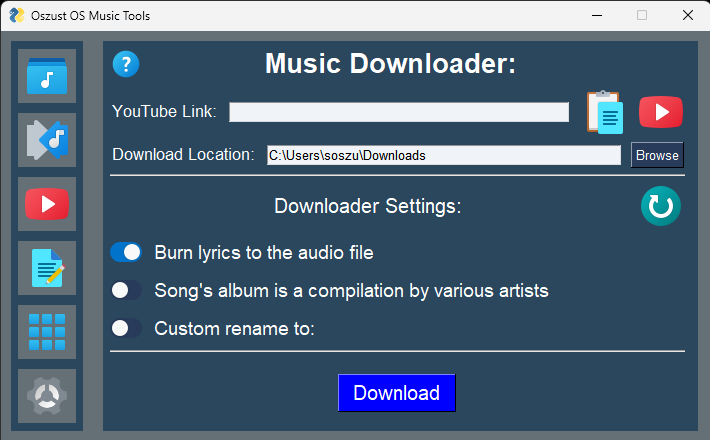 Oszust OS Music Tools
?
Music Downloader:
YouTube Link:
Download Location: C:\Users\soszu\Downloads Browse
Downloader Settings:
Burn lyrics to the audio file
Song's album is a compilation by various artists
Custom rename to:
Download